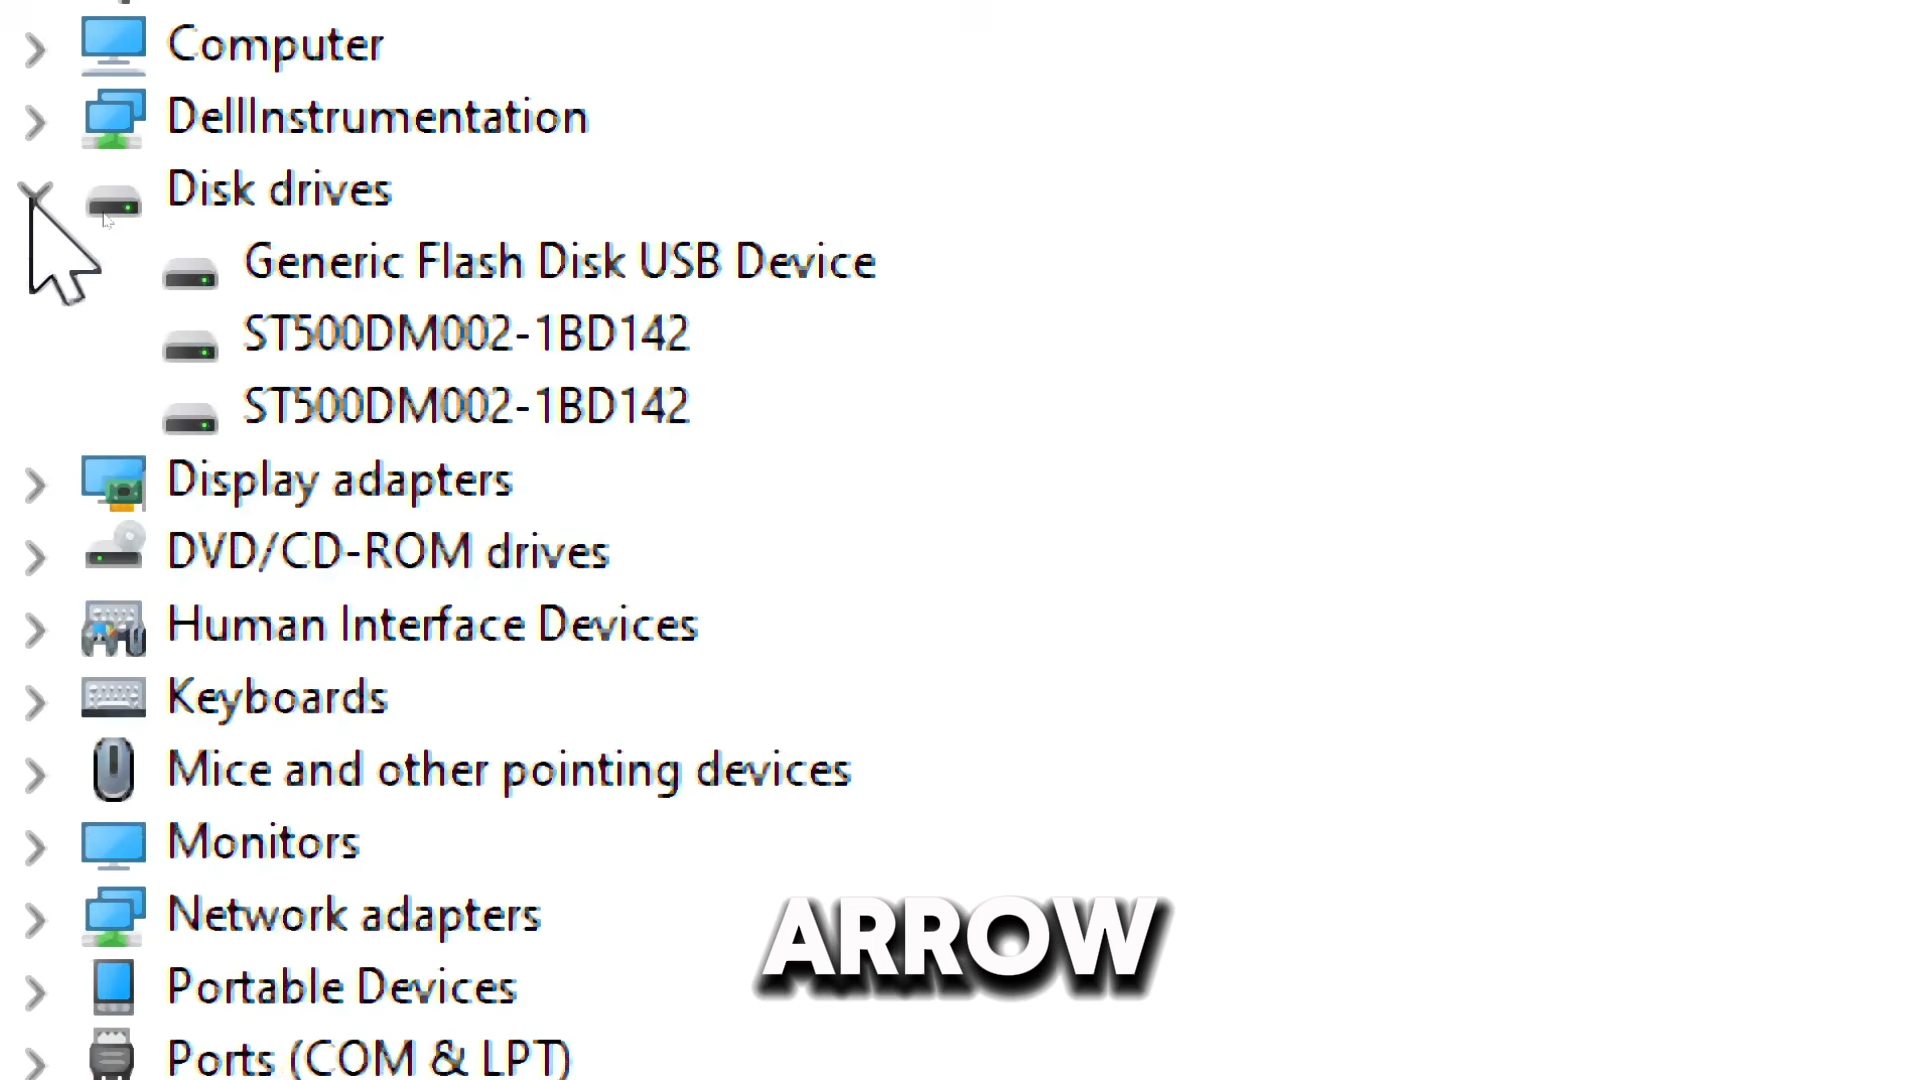 Computer
DellInstrumentation
Disk drives
Generic Flash Disk USB Device
ST500DM002-1BD142
ST500DM002-1BD142
Display adapters
DVD/CD-ROM drives
Human Interface Devices
Keyboards
Mice and other pointing devices
Monitors
Network adapters
Portable Devices
Ports (COM & LPT)
ARROW